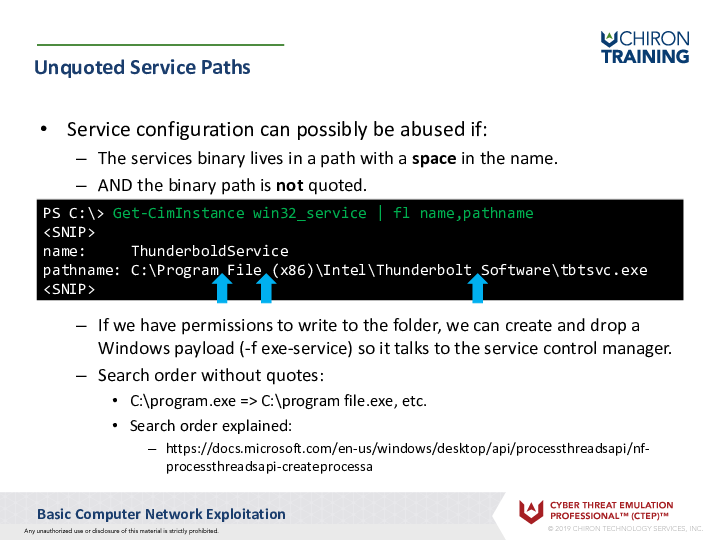 CHIRON
TRAINING
Unquoted Service Paths
• Service configuration can possibly be abused if:
– The services binary lives in a path with a space in the name.
– AND the binary path is not quoted.
PS C:\> Get-CimInstance win32_service | fl name,pathname
<SNIP>
name: ThunderboldService
pathname: C:\Program File (x86)\Intel\Thunderbolt Software\tbtsvc.exe
<SNIP>
– If we have permissions to write to the folder, we can create and drop a
Windows payload (-f exe-service) so it talks to the service control manager.
– Search order without quotes:
• C:\program.exe => C:\program file.exe, etc.
• Search order explained:
– https://docs.microsoft.com/en-us/windows/desktop/api/processthreadsapi/nf-
processthreadsapi-createprocessa
Basic Computer Network Exploitation
CYBER THREAT EMULATION
PROFESSIONAL™ (CTEP)™
Any unauthorized use or disclosure of this material is strictly prohibited.
© 2019 CHIRON TECHNOLOGY SERVICES, INC.